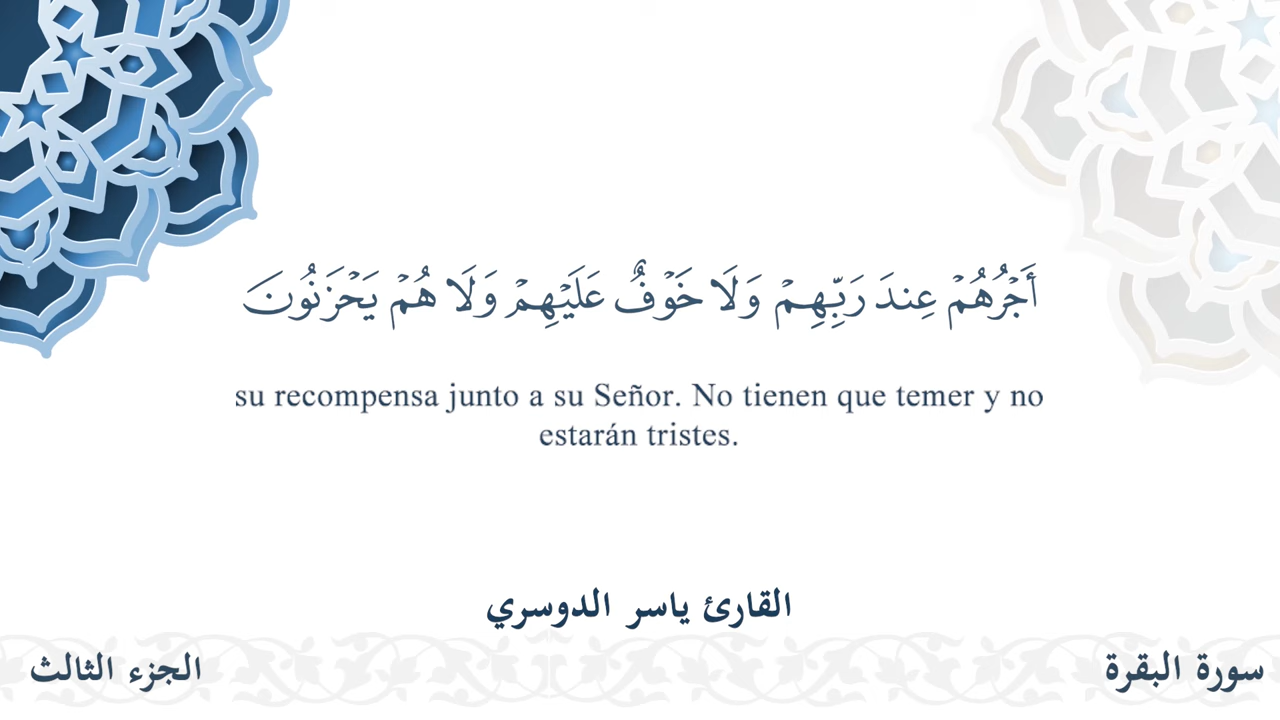 أَجْرُهُمْ عِندَ رَبِّهِمْ وَلَا خَوْفٌ عَلَيْهِمْ وَلَا هُمْ يَحْزَنُونَ
su recompensa junto a su Señor. No tienen que temer y no
estarán tristes.
القارئ ياسر الدوسري
سورة البقرة
الجزء الثالث